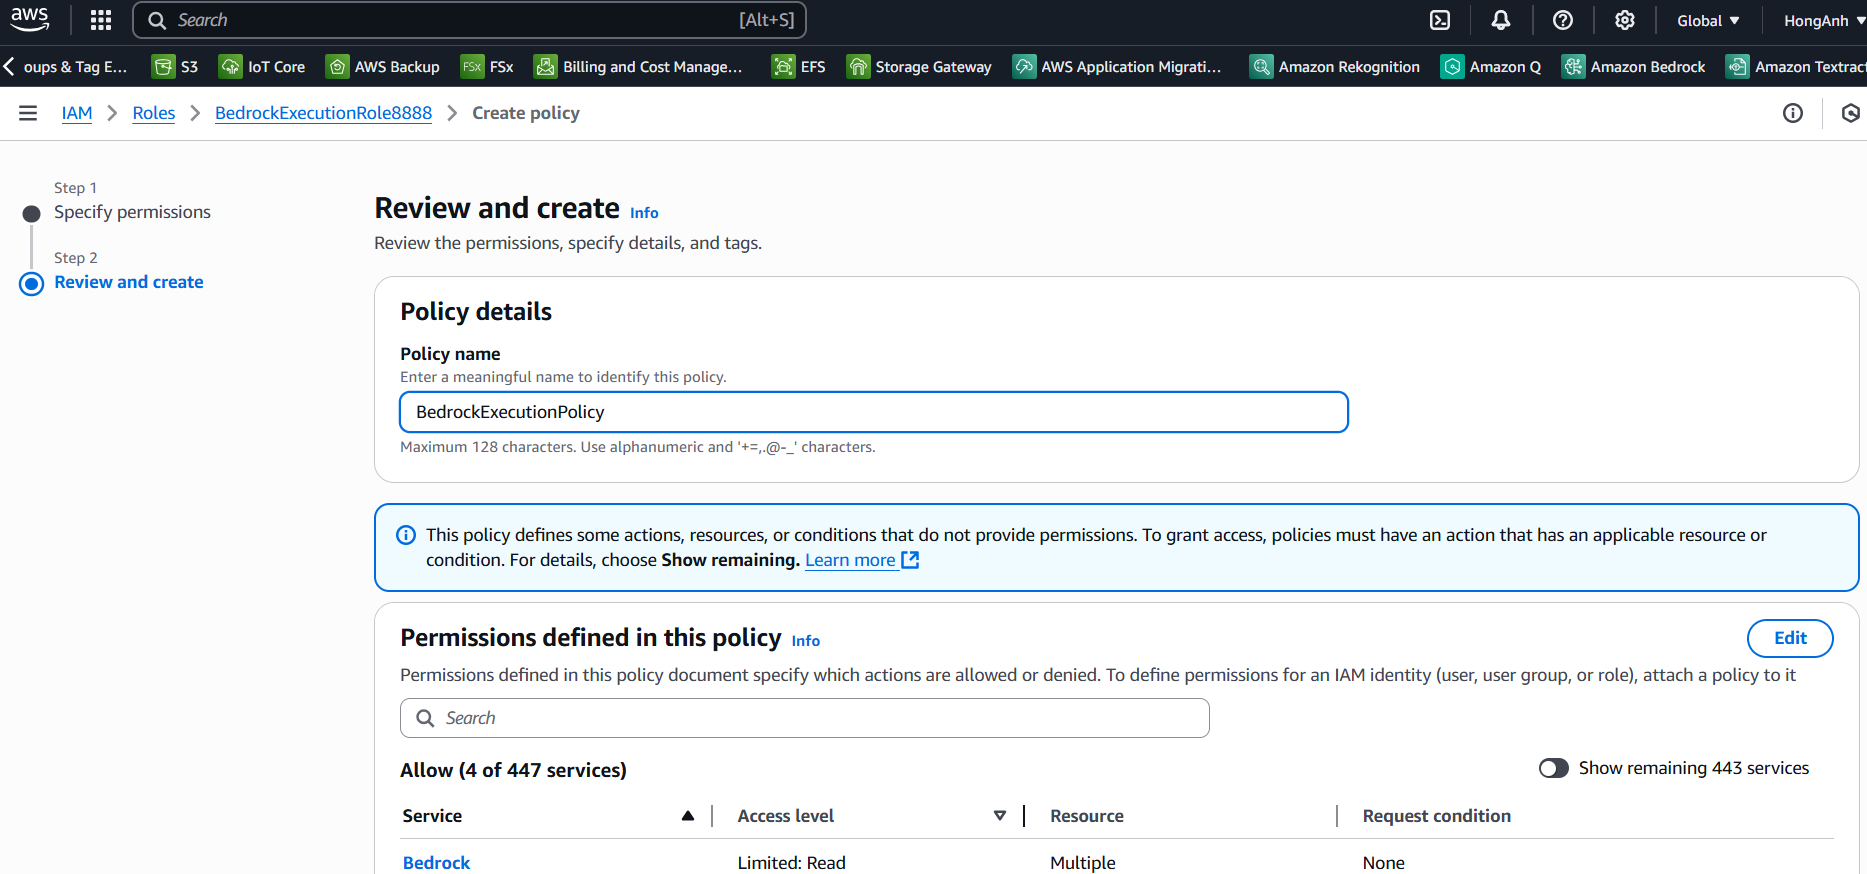 aws
Search [Alt+S]
Global HongAnh
oups & Tag E... S3 IoT Core AWS Backup FSx FSx Billing and Cost Manage... EFS Storage Gateway AWS Application Migrati... Amazon Rekognition Amazon Q Amazon Bedrock Amazon Textract
IAM Roles BedrockExecutionRole8888 Create policy
Step 1
Specify permissions
Step 2
Review and create
Review and create Info
Review the permissions, specify details, and tags.
Policy details
Policy name
Enter a meaningful name to identify this policy.
BedrockExecutionPolicy
Maximum 128 characters. Use alphanumeric and '+=,.@-_' characters.
This policy defines some actions, resources, or conditions that do not provide permissions. To grant access, policies must have an action that has an applicable resource or
condition. For details, choose Show remaining. Learn more
Permissions defined in this policy Info
Edit
Permissions defined in this policy document specify which actions are allowed or denied. To define permissions for an IAM identity (user, user group, or role), attach a policy to it
Search
Allow (4 of 447 services)
Show remaining 443 services
Service Access level Resource Request condition
Bedrock Limited: Read Multiple None